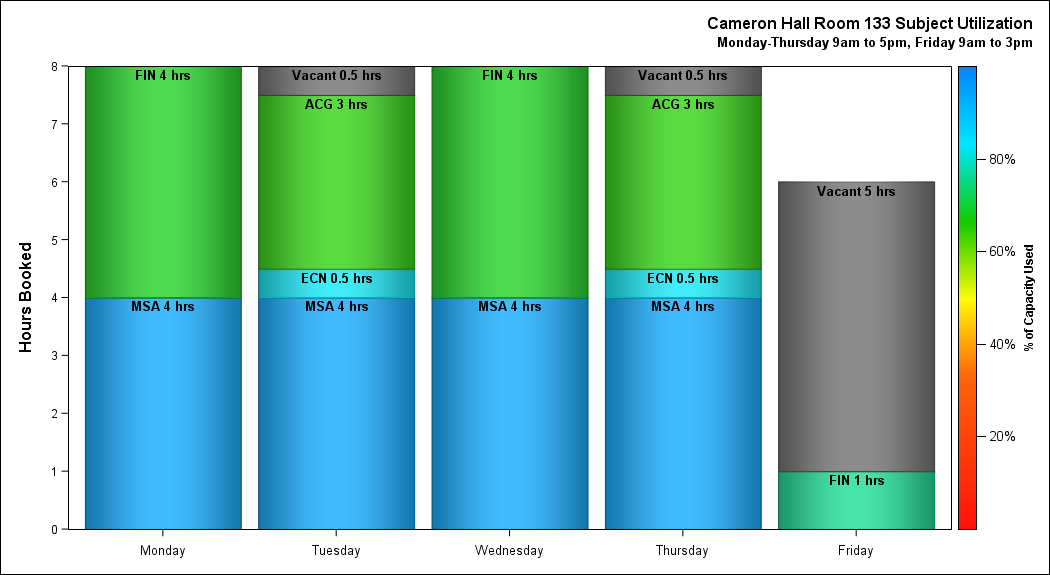 Cameron Hall Room 133 Subject Utilization
Monday-Thursday 9am to 5pm, Friday 9am to 3pm
Hours Booked
8
7
6
5
4
3
2
1
0
FIN 4 hrs
MSA 4 hrs
Vacant 0.5 hrs
ACG 3 hrs
ECN 0.5 hrs
MSA 4 hrs
FIN 4 hrs
MSA 4 hrs
Vacant 0.5 hrs
ACG 3 hrs
ECN 0.5 hrs
MSA 4 hrs
Vacant 5 hrs
FIN 1 hrs
Monday
Tuesday
Wednesday
Thursday
Friday
80%
60%
40%
20%
% of Capacity Used